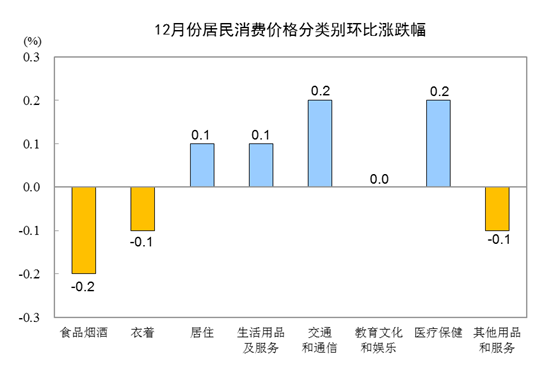 12月份居民消费价格分类别环比涨跌幅
(%)
0.3
0.2
0.1
0.0
-0.1
-0.2
-0.3
-0.2
-0.1
0.1
0.1
0.2
0.0
0.2
-0.1
食品烟酒
衣着
居住
生活用品
及服务
交通
和通信
教育文化
和娱乐
医疗保健
其他用品
和服务